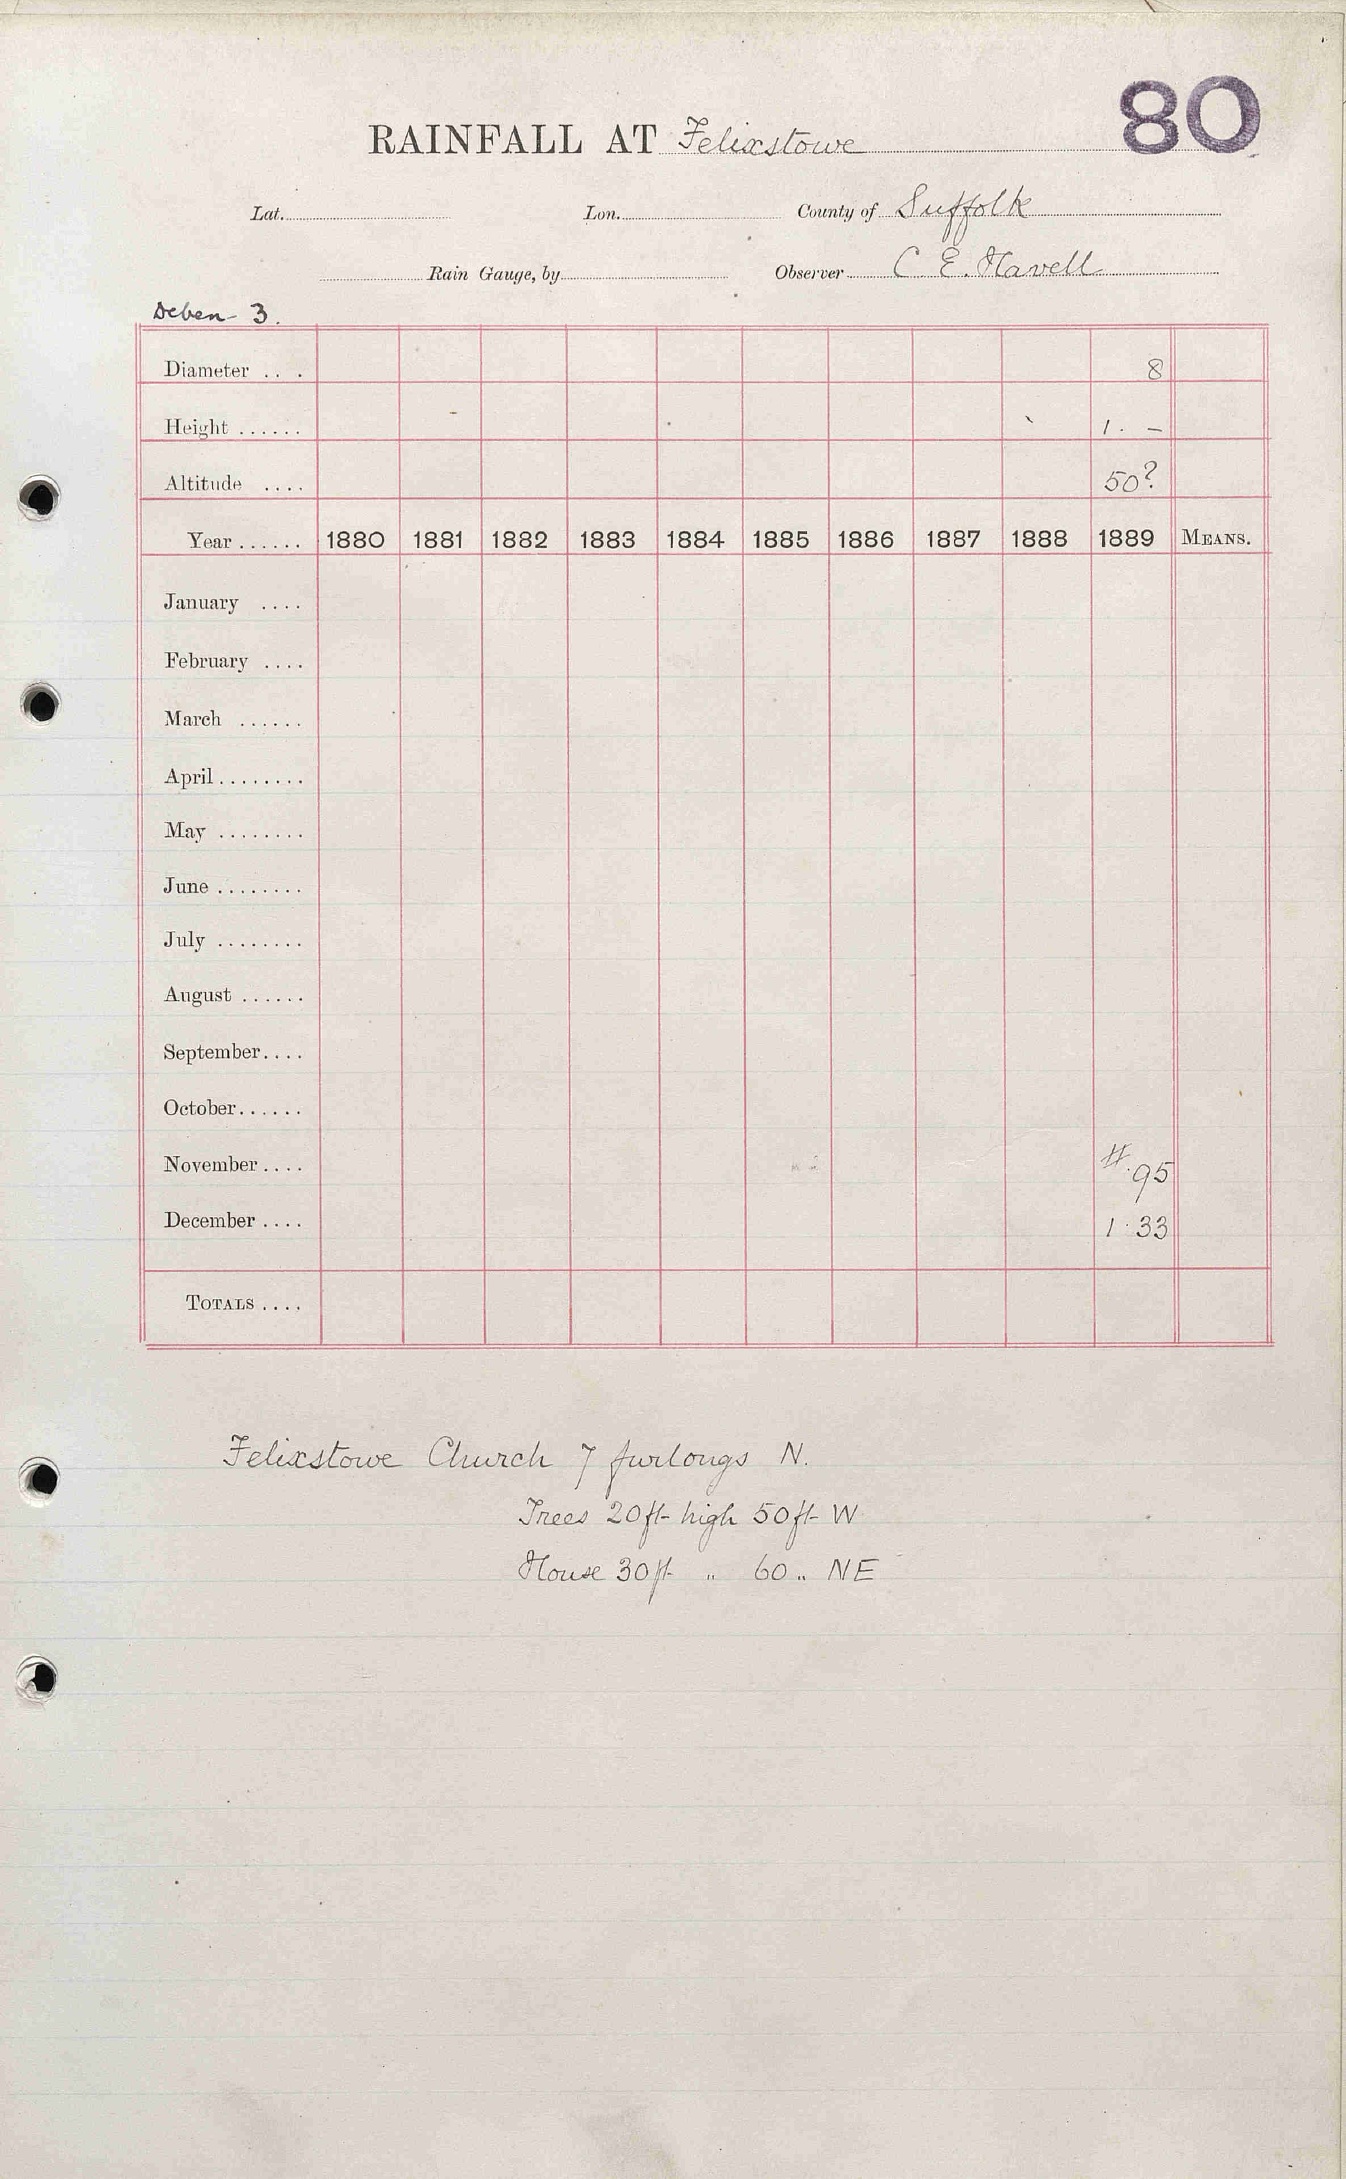 80
RAINFALL AT Felixstowe
Lat. Lon. County of Suffolk
Rain Gauge, by Observer C. E. Havell
Deben 3.
Diameter .. . 8
Height ...... 1. –
Altitude .... 50?
Year ...... 1880 1881 1882 1883 1884 1885 1886 1887 1888 1889 MEANS.
January ....
February ....
March ......
April ........
May ........
June ........
July ........
August ......
September ....
October ......
November .... #.95
December .... 1.33
TOTALS ....
Felixstowe Church 7 furlongs N.
Trees 20ft high 50ft W
House 30ft „ 60 „ NE